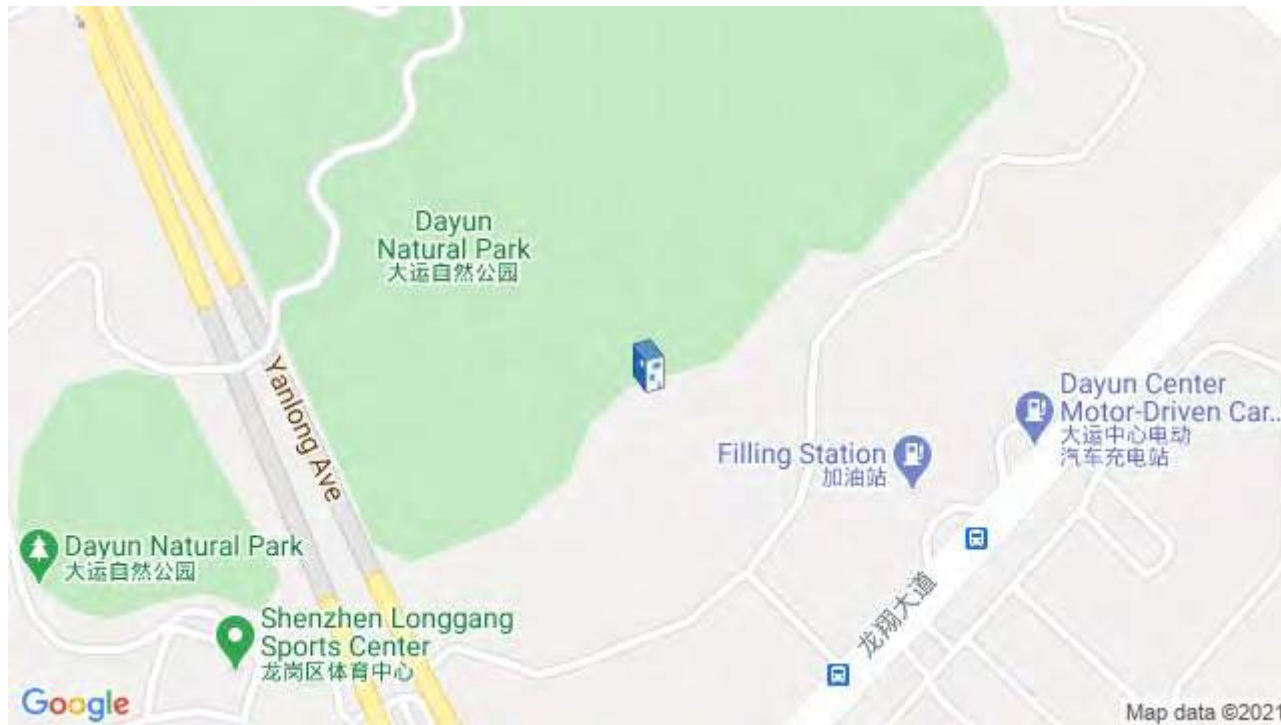 Dayun
Natural Park
大运自然公园
Yanlong Ave
Dayun Center
Motor-Driven Car..
大运中心电动
汽车充电站
Filling Station
加油站
Dayun Natural Park
大运自然公园
龙翔大道
Shenzhen Longgang
Sports Center
龙岗区体育中心
Google
Map data ©2021